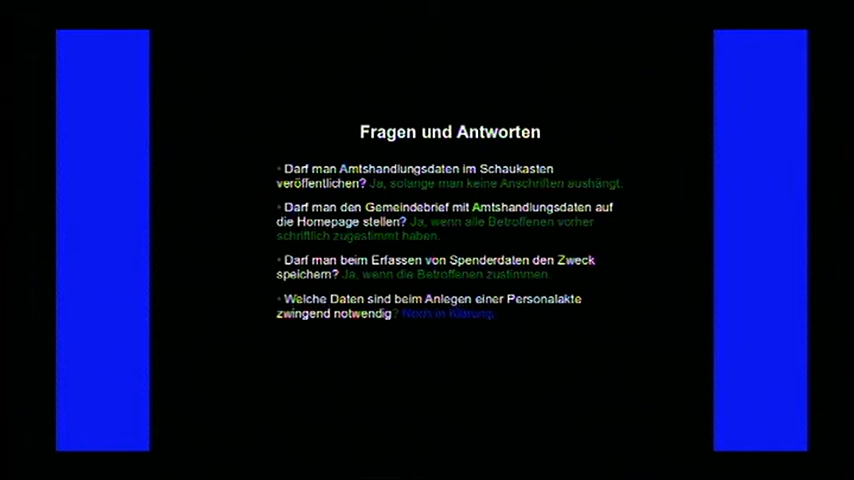 Fragen und Antworten
• Darf man Amtshandlungsdaten im Schaukasten
veröffentlichen? Ja, solange man keine Anschriften aushängt.
• Darf man den Gemeindebrief mit Amtshandlungsdaten auf
die Homepage stellen? Ja, wenn alle Betroffenen vorher
schriftlich zugestimmt haben.
• Darf man beim Erfassen von Spenderdaten den Zweck
speichern? Ja, wenn die Betroffenen zustimmen.
• Welche Daten sind beim Anlegen einer Personalakte
zwingend notwendig? Noch in Klärung.